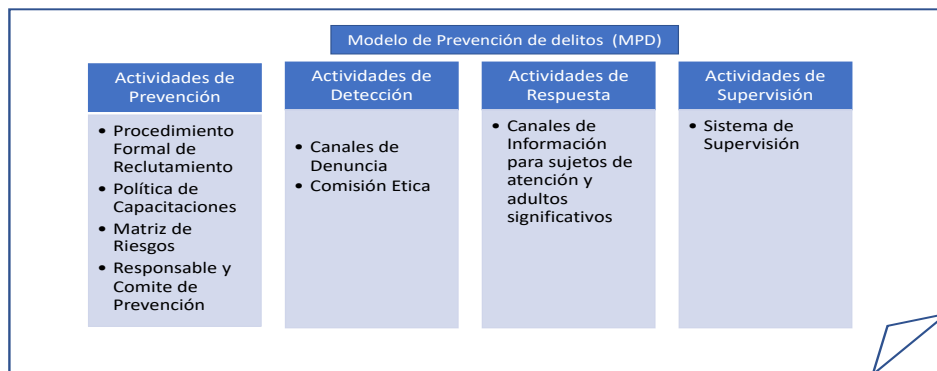 Modelo de Prevención de delitos (MPD)
Actividades de
Prevención
• Procedimiento
Formal de
Reclutamiento
• Política de
Capacitaciones
• Matriz de
Riesgos
• Responsable y
Comite de
Prevención
Actividades de
Detección
• Canales de
Denuncia
• Comisión Etica
Actividades de
Respuesta
• Canales de
Información
para sujetos de
atención y
adultos
significativos
Actividades de
Supervisión
• Sistema de
Supervisión